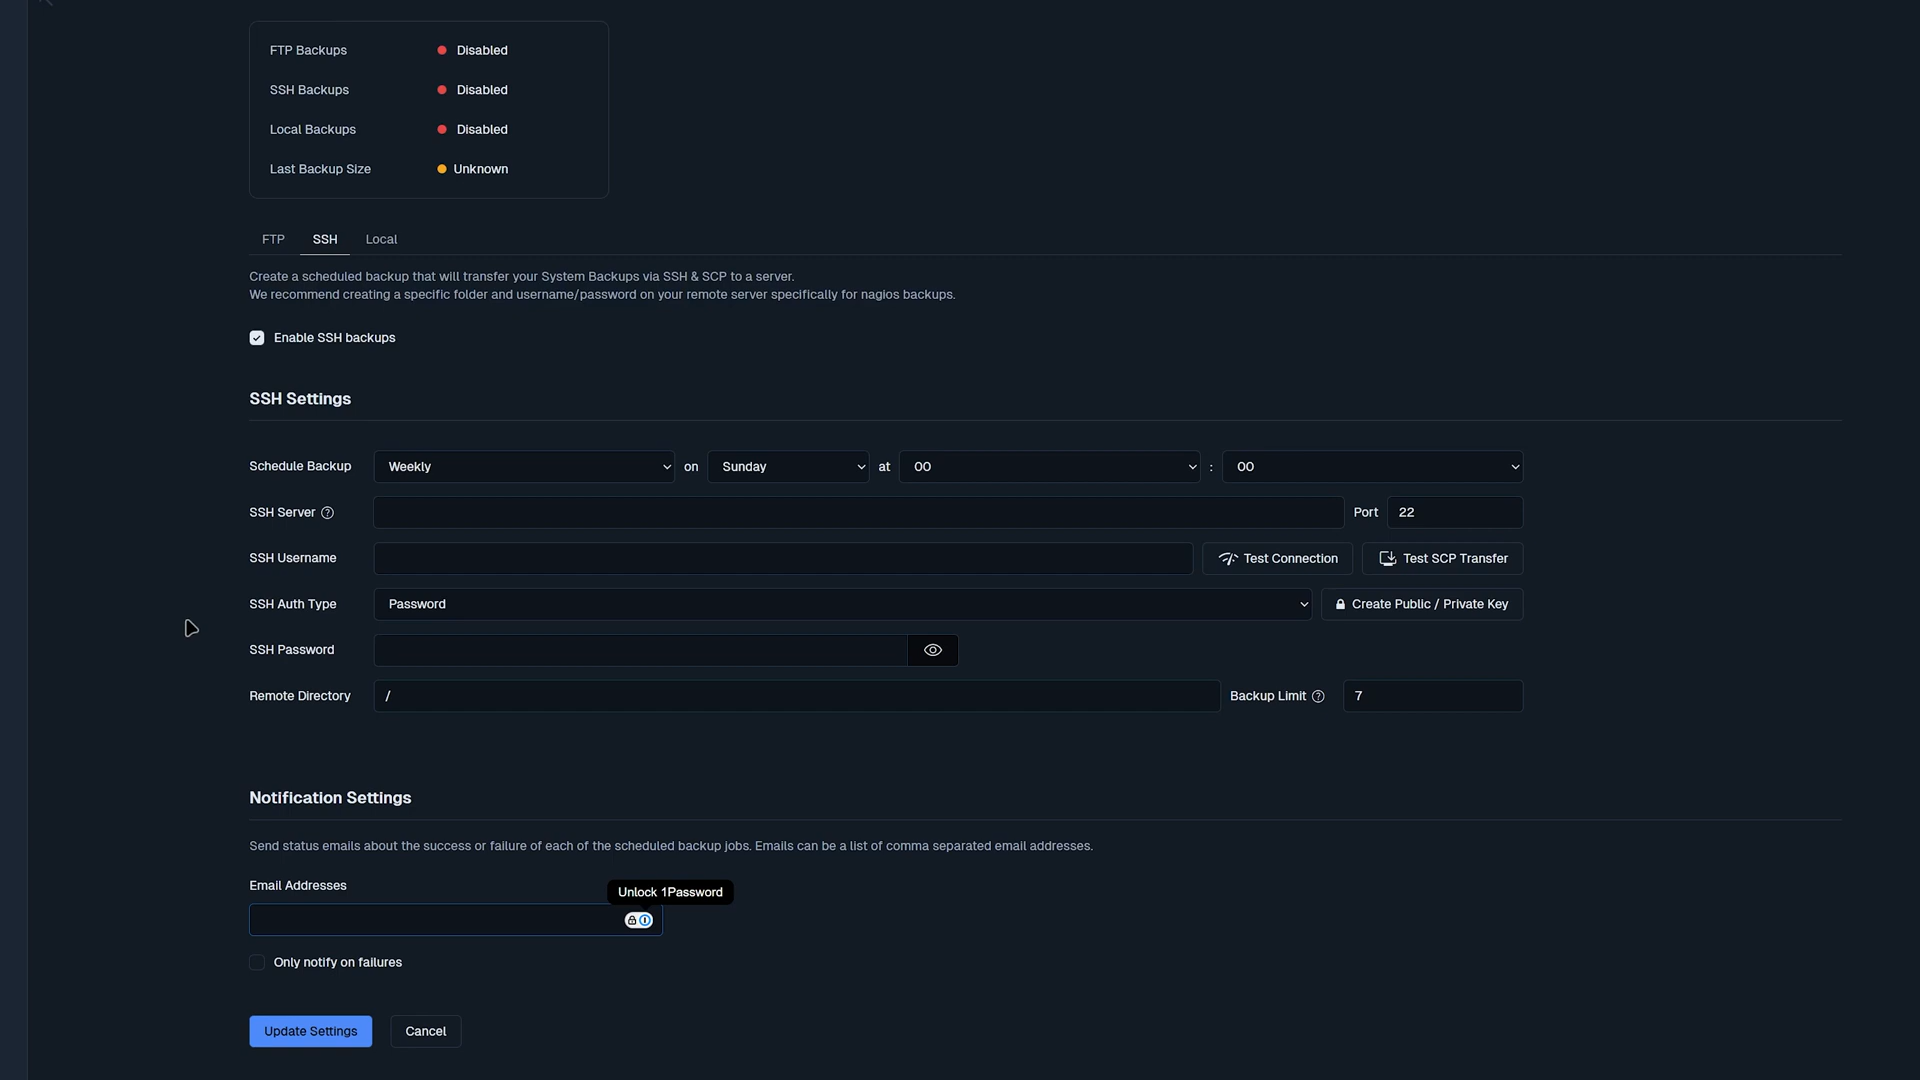 FTP Backups Disabled
SSH Backups Disabled
Local Backups Disabled
Last Backup Size Unknown
FTP SSH Local
Create a scheduled backup that will transfer your System Backups via SSH & SCP to a server.
We recommend creating a specific folder and username/password on your remote server specifically for nagios backups.
Enable SSH backups
SSH Settings
Schedule Backup Weekly on Sunday at 00 : 00
SSH Server Port 22
SSH Username Test Connection Test SCP Transfer
SSH Auth Type Password Create Public / Private Key
SSH Password
Remote Directory / Backup Limit 7
Notification Settings
Send status emails about the success or failure of each of the scheduled backup jobs. Emails can be a list of comma separated email addresses.
Email Addresses
Unlock 1Password
Only notify on failures
Update Settings Cancel